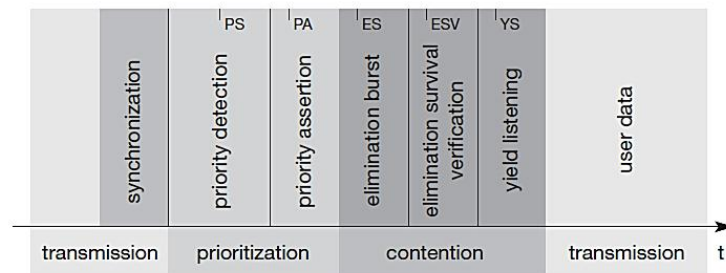 PS
PA
ES
ESV
YS
synchronization
priority detection
priority assertion
elimination burst
elimination survival
verification
yield listening
user data
transmission
prioritization
contention
transmission
t